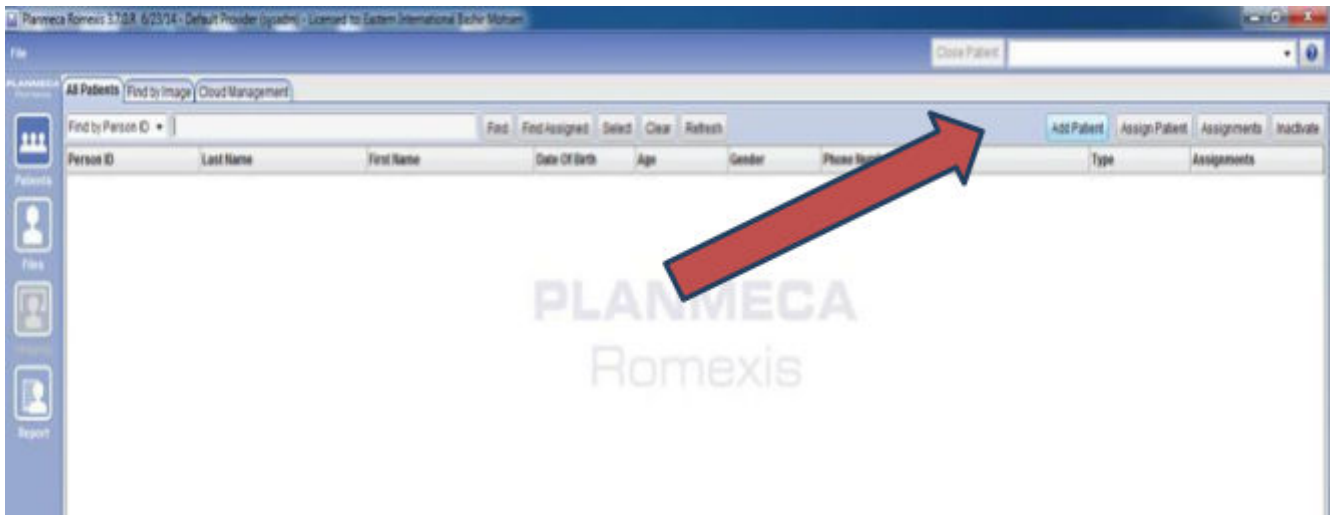 Planmeca Romexis 3.7.0.R 6/23/14 - Default Provider (sysadm) - Licensed to: Eastern International Bashir Mohsen
File
Close Patient
PLANMECA
All Patients Find by Image Cloud Management
Find by Person ID Find Find Assigned Select Clear Refresh Add Patient Assign Patient Assignments Inactivate
Person ID Last Name First Name Date Of Birth Age Gender Phone Type Assignments
Patients
Files
Report
PLANMECA
Romexis